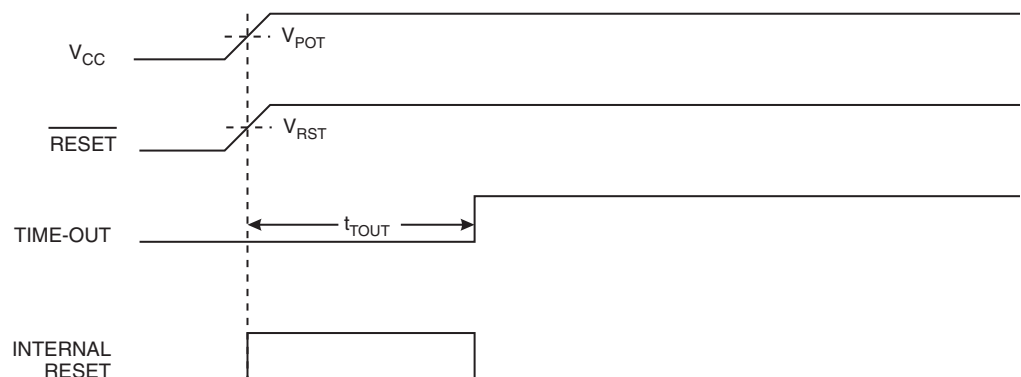 V_CC
V_POT
RESET
V_RST
TIME-OUT
t_TOUT
INTERNAL
RESET